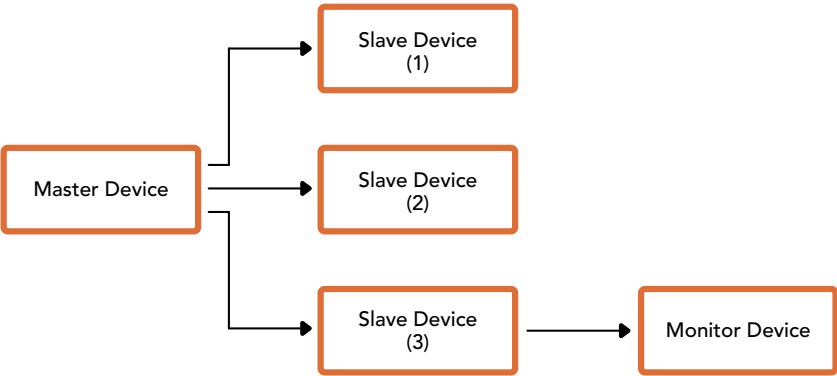 Slave Device
(1)
Master Device
Slave Device
(2)
Slave Device
(3)
Monitor Device